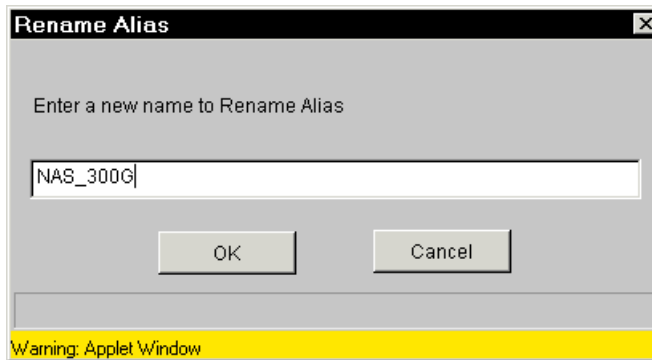 Rename Alias
Enter a new name to Rename Alias
NAS_300G
OK Cancel
Warning: Applet Window